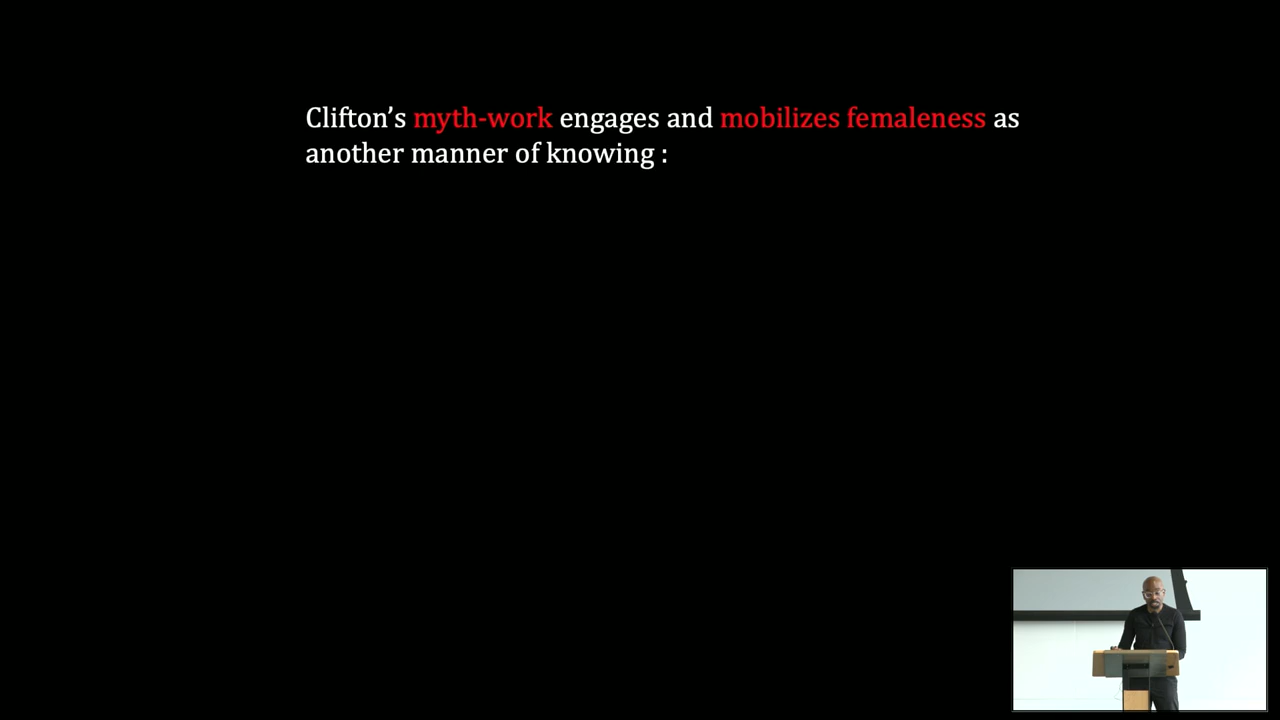 Clifton’s myth-work engages and mobilizes femaleness as
another manner of knowing :